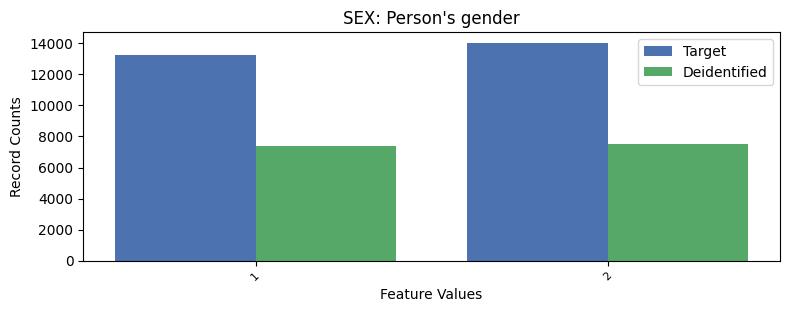 SEX: Person's gender
14000
12000
10000
8000
6000
4000
2000
0
Record Counts
Target
Deidentified
1
2
Feature Values